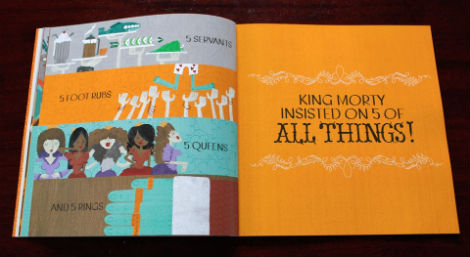 5 SERVANTS
5 FOOT RUBS
5 QUEENS
AND 5 RINGS
KING MORTY
INSISTED ON 5 OF
ALL THINGS!